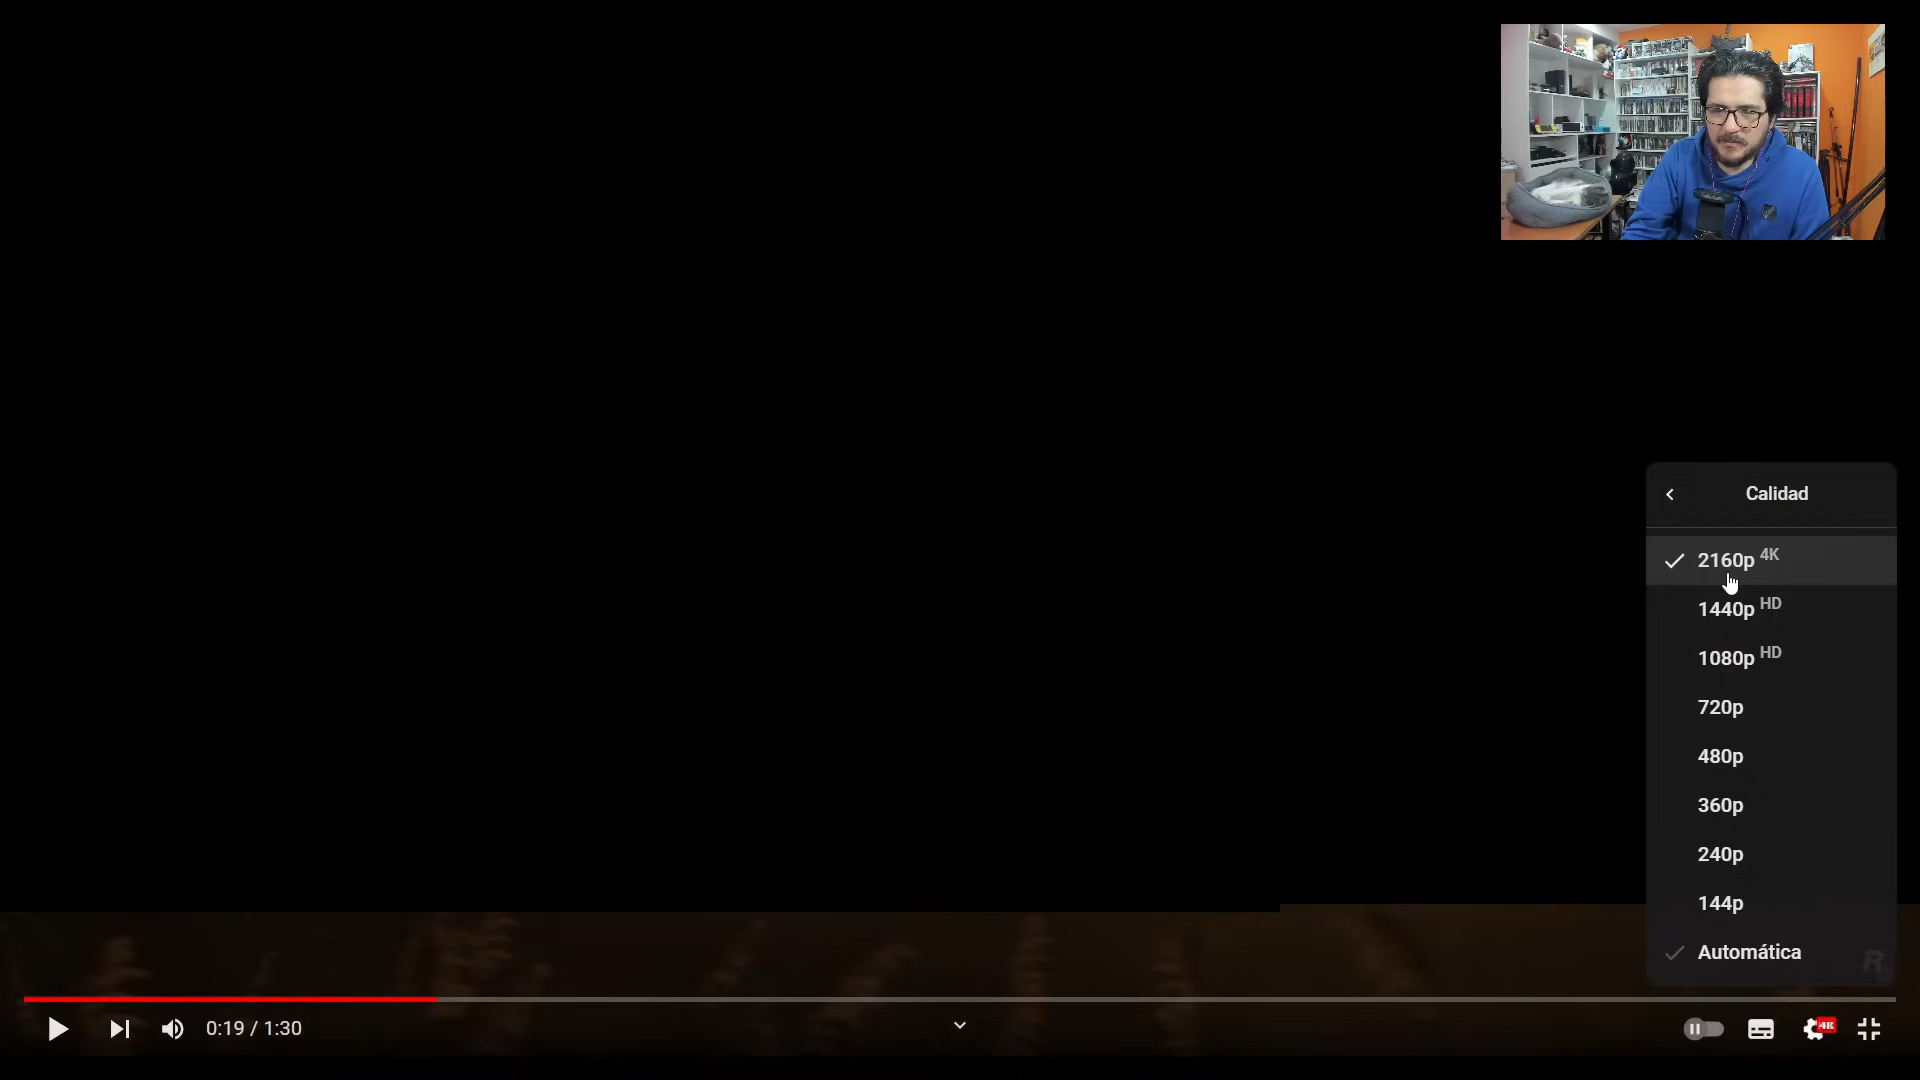 Calidad
2160p 4K
1440p HD
1080p HD
720p
480p
360p
240p
144p
Automática
R
0:19 / 1:30
4K